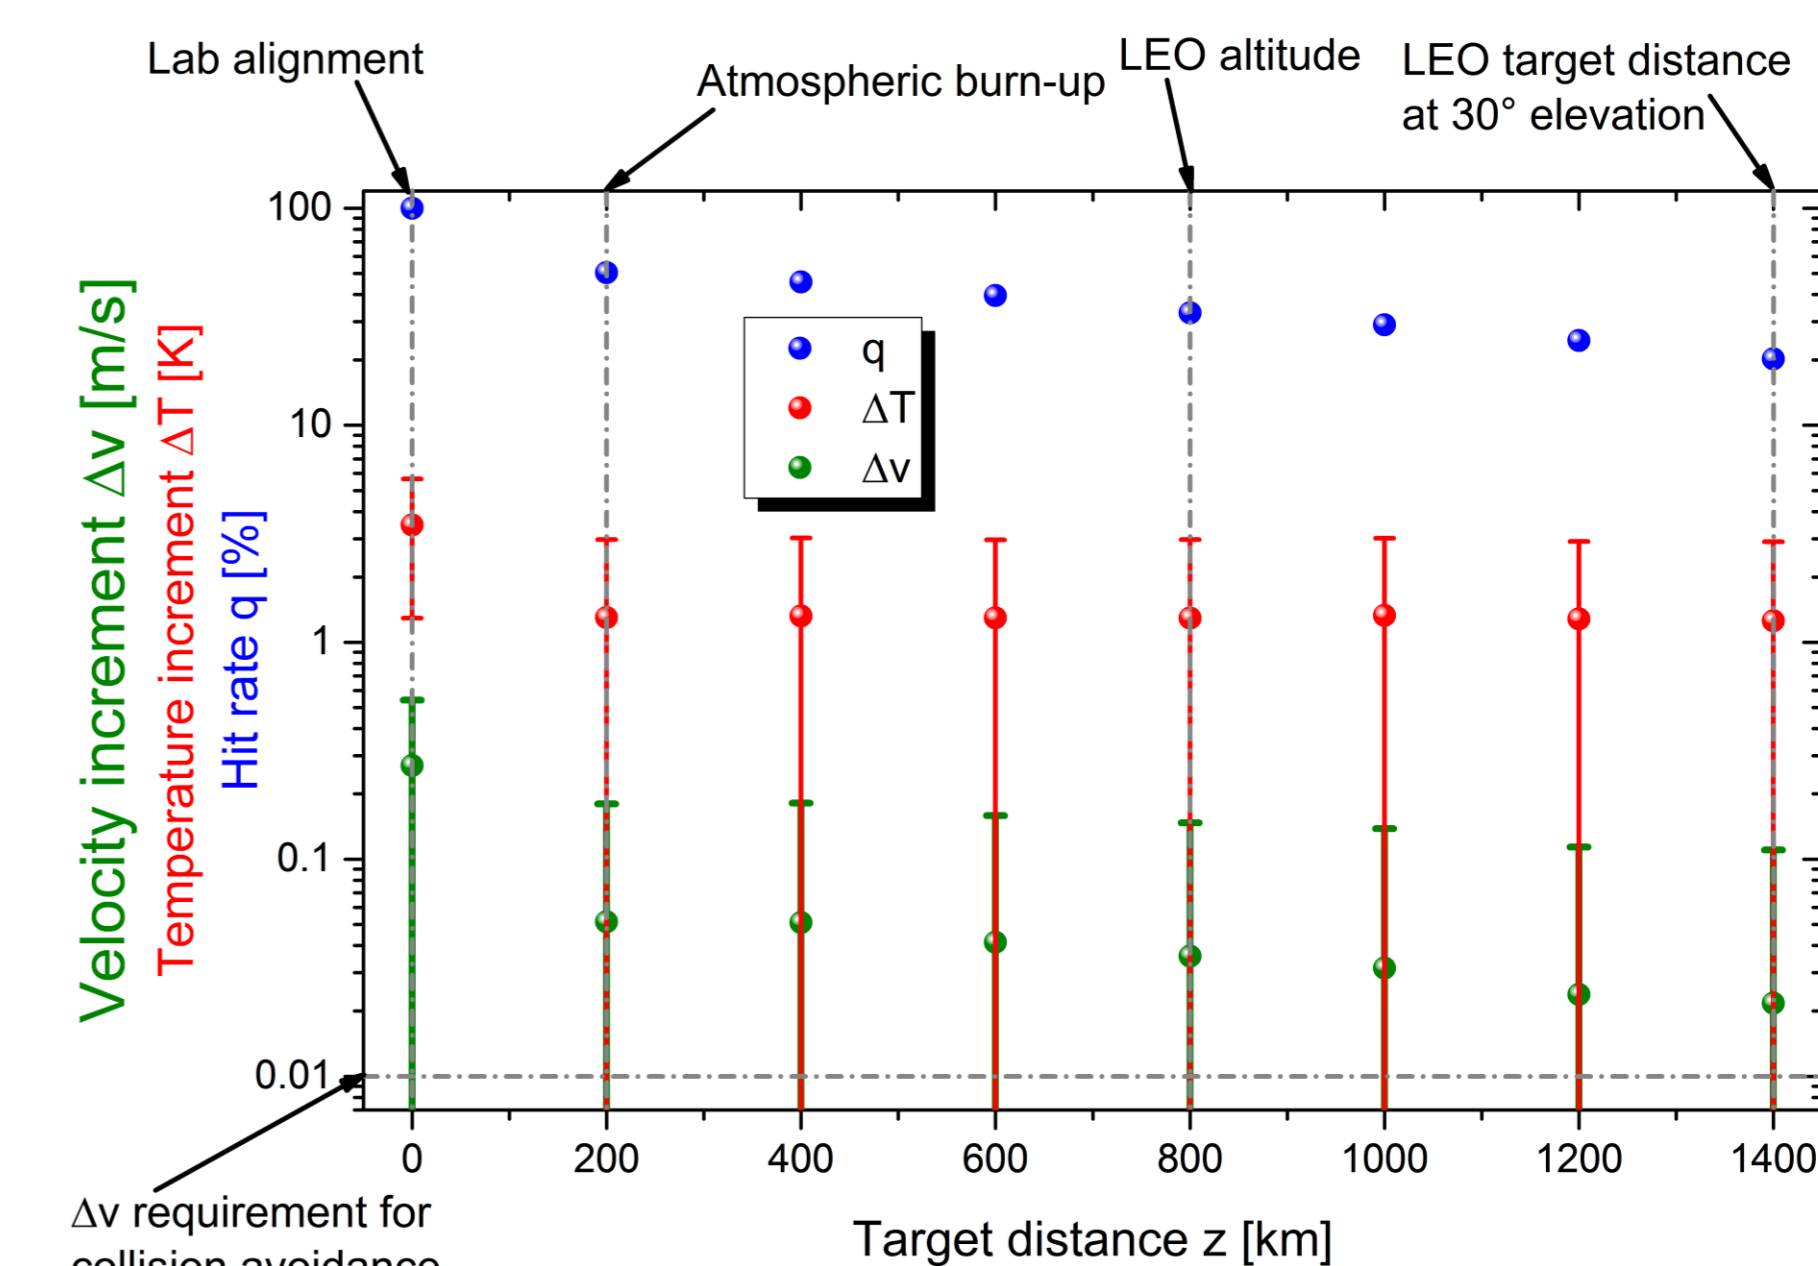 Lab alignment
Atmospheric burn-up
LEO altitude
LEO target distance
at 30° elevation
Velocity increment Δv [m/s]
Temperature increment ΔT [K]
Hit rate q [%]
100
10
1
0.1
0.01
q
ΔT
Δv
0
200
400
600
800
1000
1200
1400
Target distance z [km]
Δv requirement for
collision avoidance